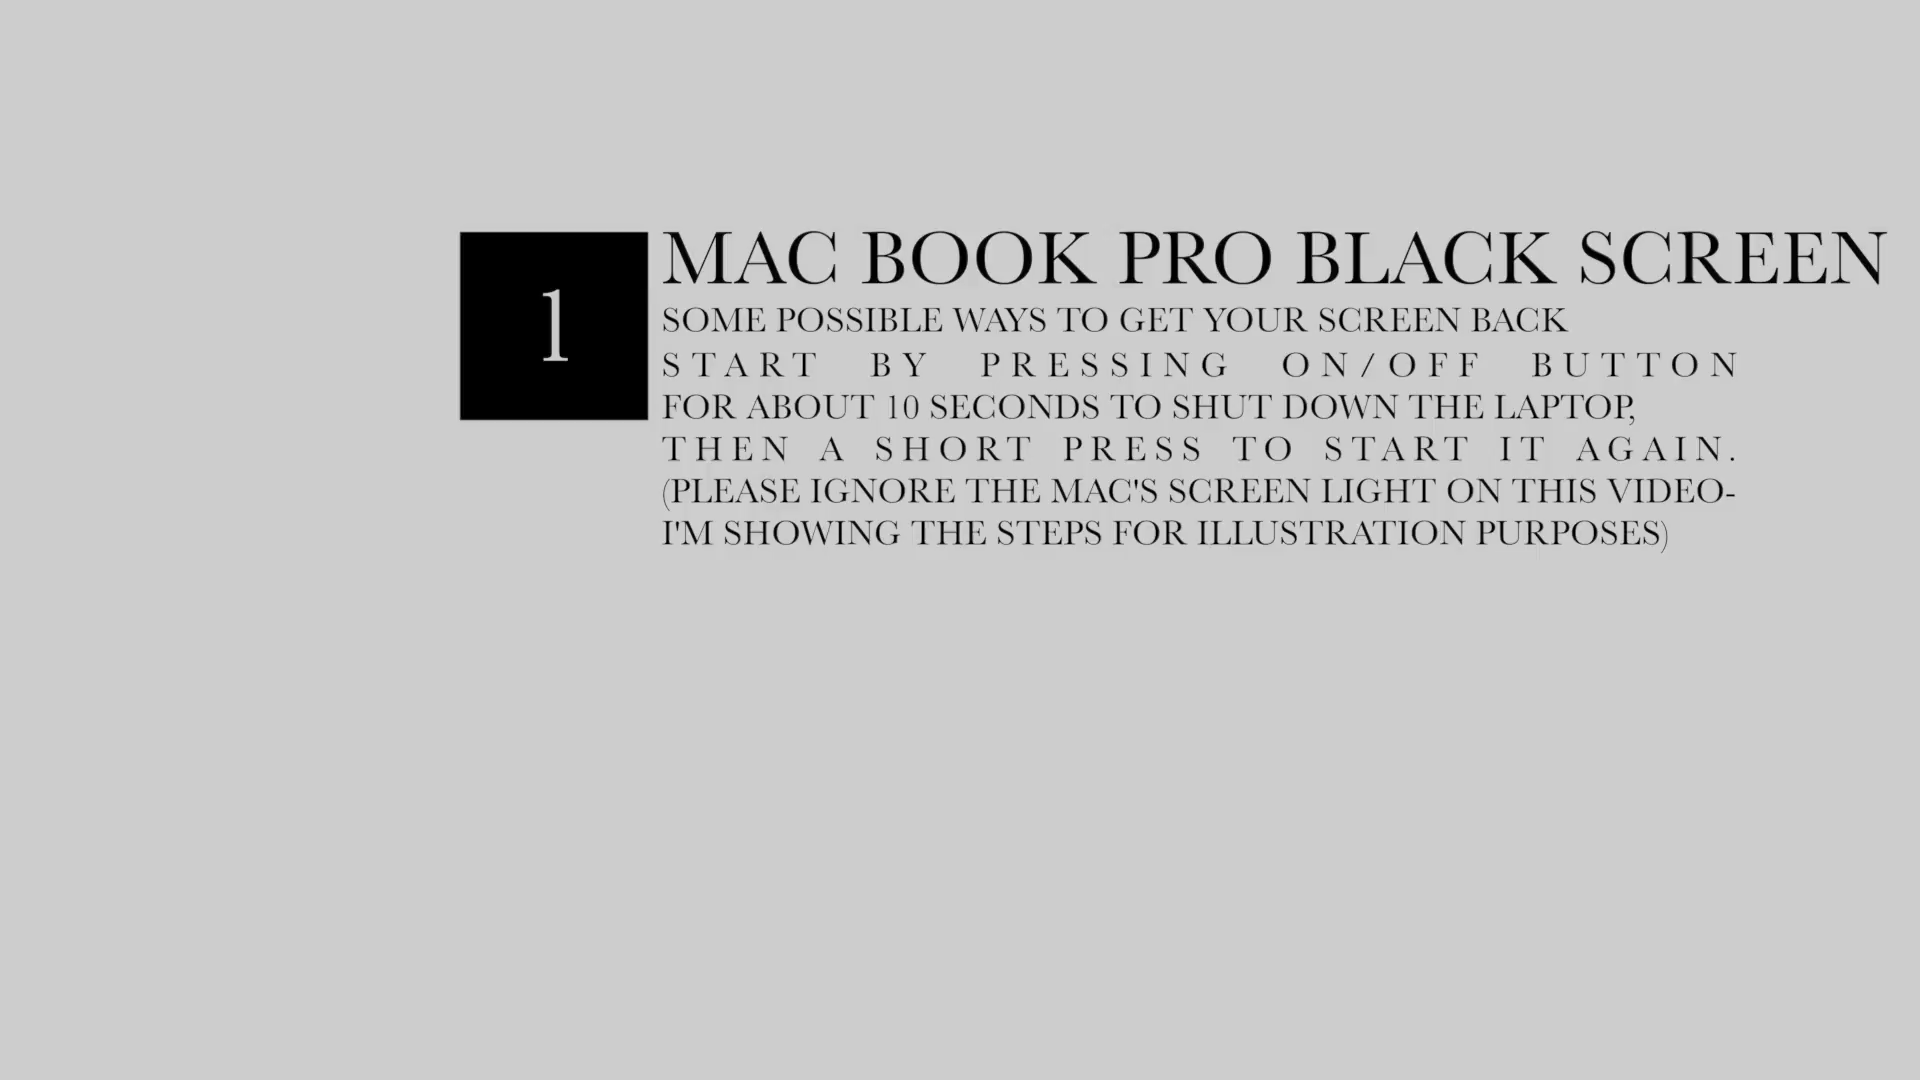 1
MAC BOOK PRO BLACK SCREEN
SOME POSSIBLE WAYS TO GET YOUR SCREEN BACK
START BY PRESSING ON/OFF BUTTON
FOR ABOUT 10 SECONDS TO SHUT DOWN THE LAPTOP,
THEN A SHORT PRESS TO START IT AGAIN.
(PLEASE IGNORE THE MAC'S SCREEN LIGHT ON THIS VIDEO-
I'M SHOWING THE STEPS FOR ILLUSTRATION PURPOSES)